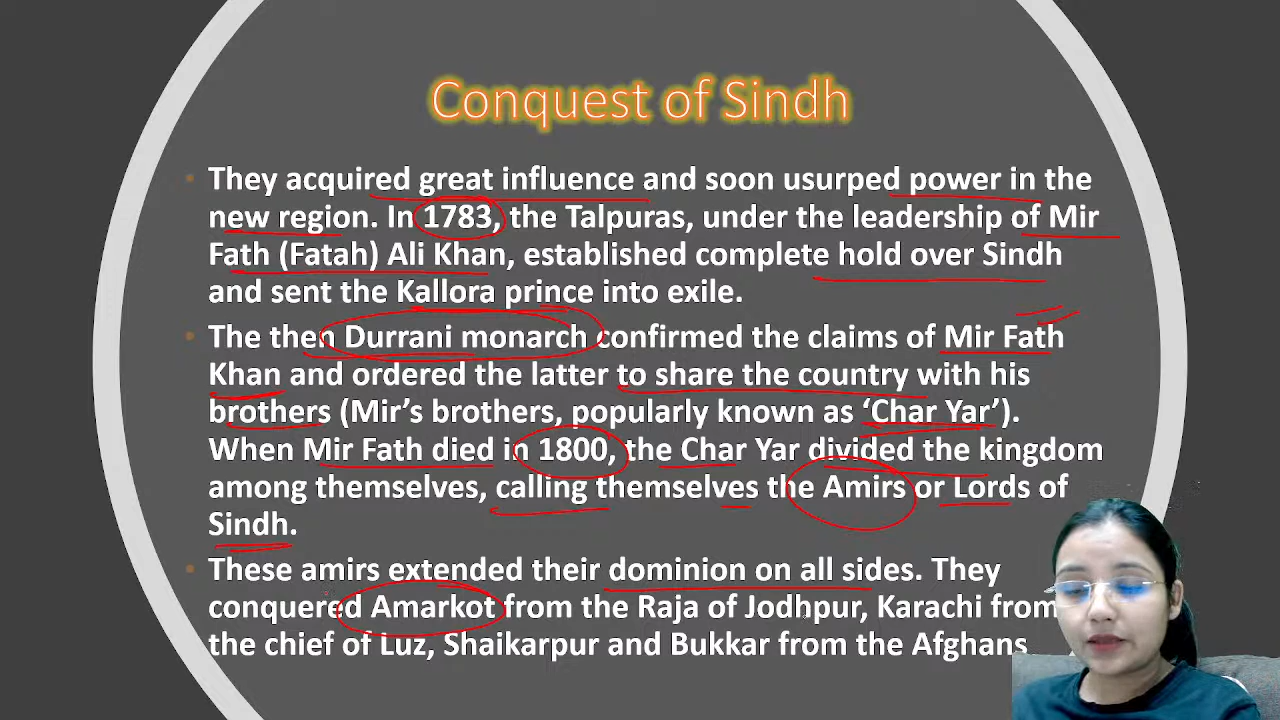 Conquest of Sindh
They acquired great influence and soon usurped power in the
new region. In 1783, the Talpuras, under the leadership of Mir
Fath (Fatah) Ali Khan, established complete hold over Sindh
and sent the Kallora prince into exile.
The then Durrani monarch confirmed the claims of Mir Fath
Khan and ordered the latter to share the country with his
brothers (Mir's brothers, popularly known as ‘Char Yar’).
When Mir Fath died in 1800, the Char Yar divided the kingdom
among themselves, calling themselves the Amirs or Lords of
Sindh.
These amirs extended their dominion on all sides. They
conquered Amarkot from the Raja of Jodhpur, Karachi from
the chief of Luz, Shaikarpur and Bukkar from the Afghans